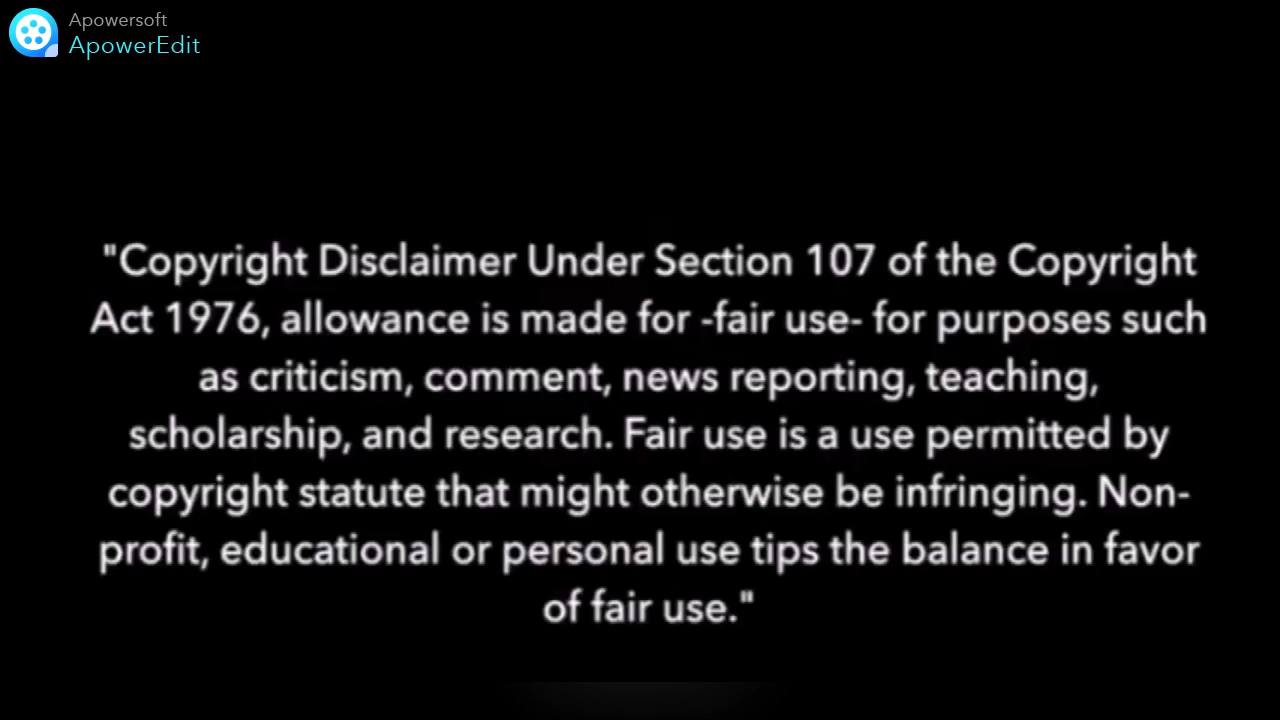 Apowersoft
ApowerEdit
"Copyright Disclaimer Under Section 107 of the Copyright
Act 1976, allowance is made for -fair use- for purposes such
as criticism, comment, news reporting, teaching,
scholarship, and research. Fair use is a use permitted by
copyright statute that might otherwise be infringing. Non-
profit, educational or personal use tips the balance in favor
of fair use."